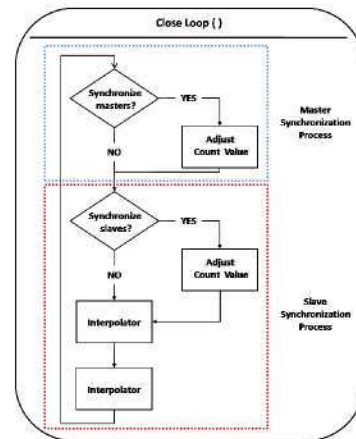 Close Loop ( )
Synchronize
masters?
YES
Adjust
Count Value
NO
Master
Synchronization
Process
Synchronize
slaves?
YES
Adjust
Count Value
NO
Interpolator
Slave
Synchronization
Process
Interpolator